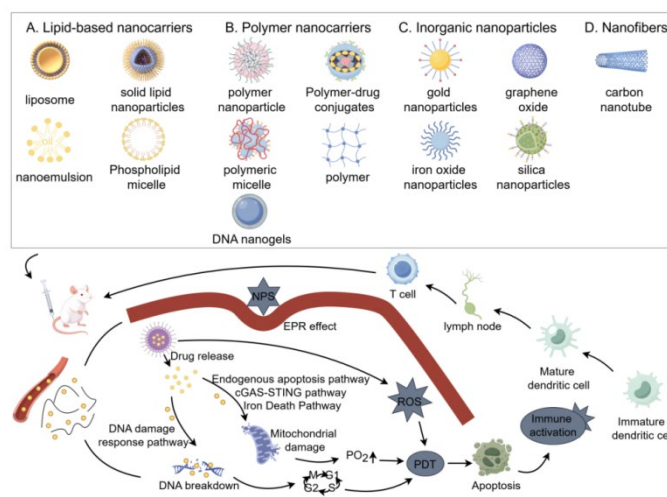 A. Lipid-based nanocarriers
B. Polymer nanocarriers
C. Inorganic nanoparticles
D. Nanofibers
liposome
solid lipid
nanoparticles
polymer
nanoparticle
Polymer-drug
conjugates
gold
nanoparticles
graphene
oxide
carbon
nanotube
oil
nanoemulsion
Phospholipid
micelle
polymeric
micelle
polymer
iron oxide
nanoparticles
silica
nanoparticles
DNA nanogels
T cell
NPS
EPR effect
lymph node
Drug release
Endogenous apoptosis pathway
cGAS-STING pathway
Iron Death Pathway
Mature
dendritic cell
ROS
DNA damage
response pathway
Mitochondrial
damage
PO2
PDT
Immune
activation
Immature
dendritic cell
DNA breakdown
M G1
G2 S
Apoptosis